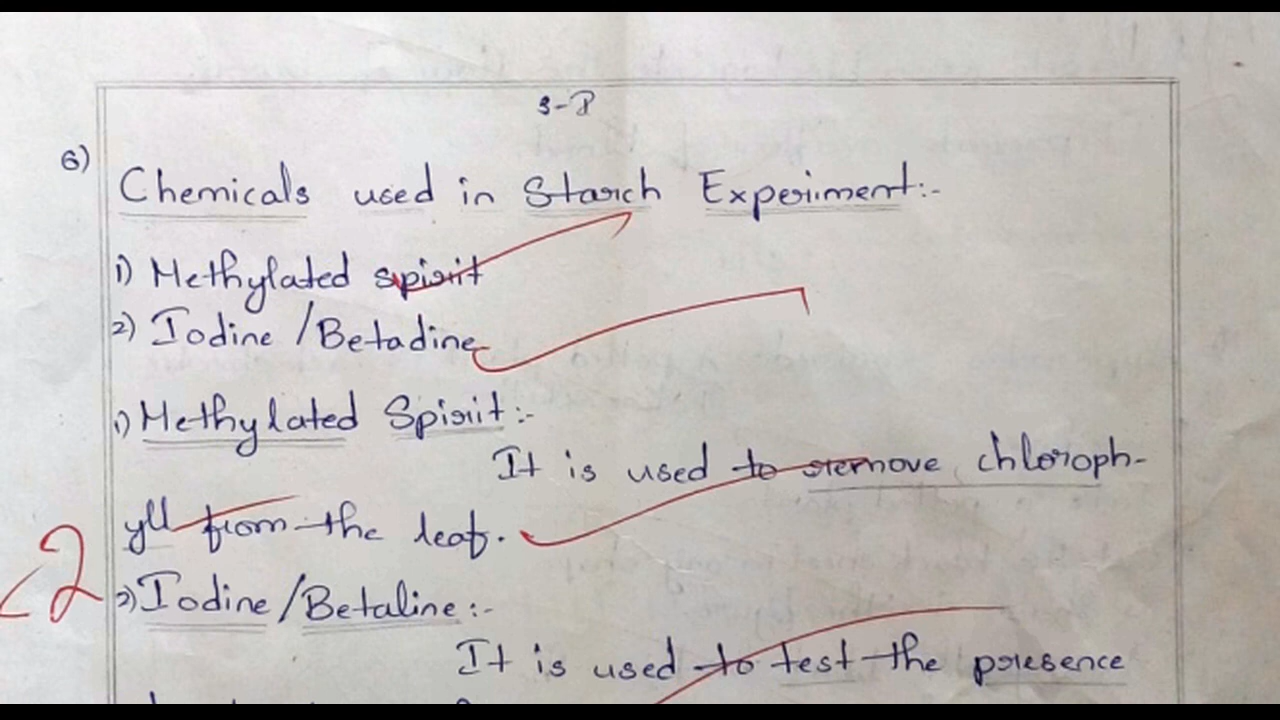 3-P
6)
Chemicals used in Starch Experiment:-
1) Methylated spirit
2) Iodine /Betadine
1) Methylated Spirit:-
It is used to remove chloroph-
yll from the leaf.
2
2) Iodine /Betaline:-
It is used to test the presence